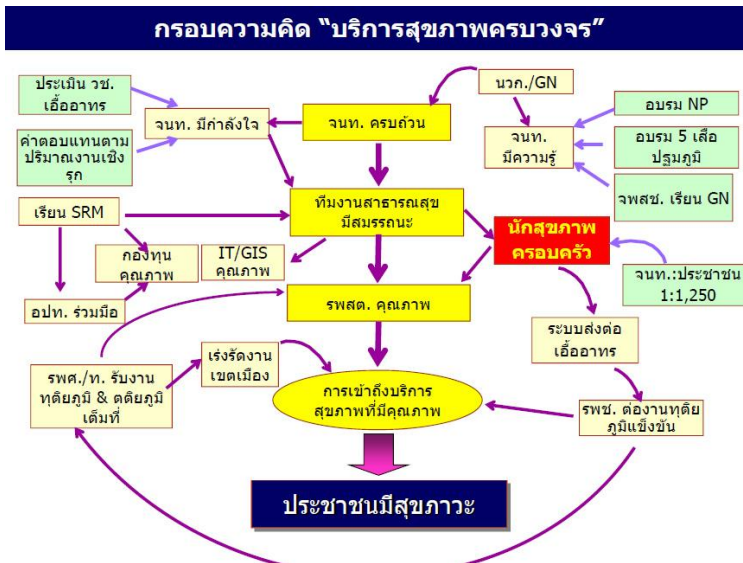 กรอบความคิด “บริการสุขภาพครบวงจร”
ประเมิน วช.
เอื้ออาทร
นวก./GN
จนท. มีกำลังใจ
จนท. ครบถ้วน
อบรม NP
จนท.
มีความรู้
อบรม 5 เสือ
ปฐมภูมิ
ค่าตอบแทนตาม
ปริมาณงานเชิง
รุก
จพสช. เรียน GN
เรียน SRM
ทีมงานสาธารณสุข
มีสมรรถนะ
นักสุขภาพ
ครอบครัว
กองทุน
คุณภาพ
IT/GIS
คุณภาพ
จนท.:ประชาชน
1:1,250
อปท. ร่วมมือ
รพสต. คุณภาพ
ระบบส่งต่อ
เอื้ออาทร
รพศ./ท. รับงาน
ทุติยภูมิ & ตติยภูมิ
เต็มที่
เร่งรัดงาน
เขตเมือง
การเข้าถึงบริการ
สุขภาพที่มีคุณภาพ
รพช. ต่องานทุติย
ภูมิแข็งขัน
ประชาชนมีสุขภาวะ